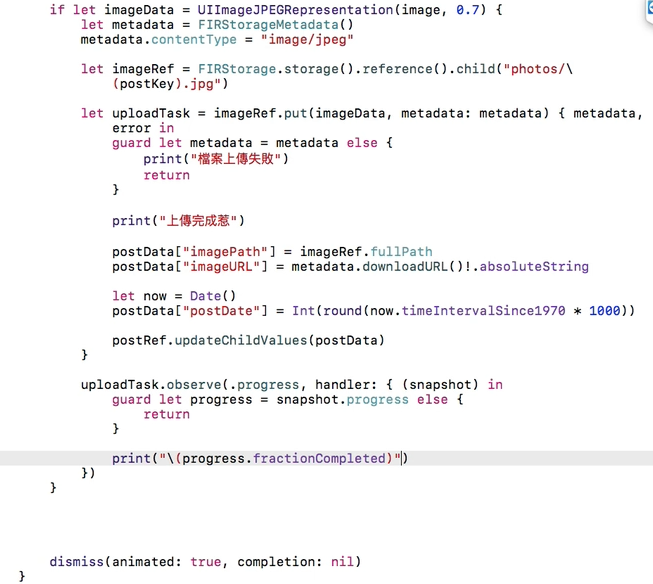 if let imageData = UIImageJPEGRepresentation(image, 0.7) {
let metadata = FIRStorageMetadata()
metadata.contentType = "image/jpeg"
let imageRef = FIRStorage.storage().reference().child("photos/\
(postKey).jpg")
let uploadTask = imageRef.put(imageData, metadata: metadata) { metadata,
error in
guard let metadata = metadata else {
print("檔案上傳失敗")
return
}
print("上傳完成惹")
postData["imagePath"] = imageRef.fullPath
postData["imageURL"] = metadata.downloadURL()!.absoluteString
let now = Date()
postData["postDate"] = Int(round(now.timeIntervalSince1970 * 1000))
postRef.updateChildValues(postData)
}
uploadTask.observe(.progress, handler: { (snapshot) in
guard let progress = snapshot.progress else {
return
}
print("\(progress.fractionCompleted)")
})
}
dismiss(animated: true, completion: nil)
}